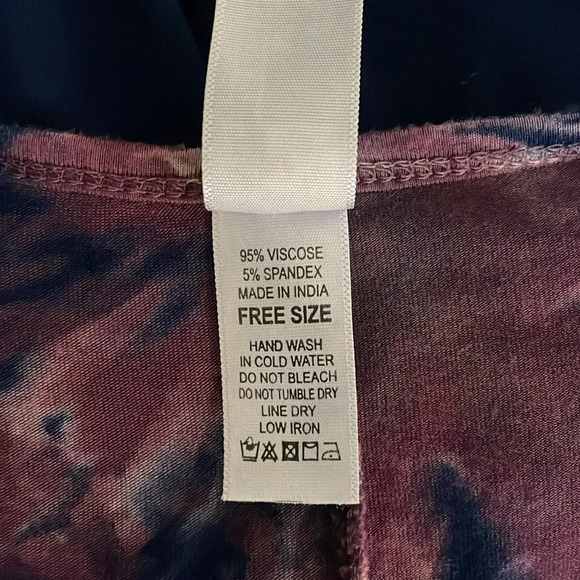 95% VISCOSE
5% SPANDEX
MADE IN INDIA
FREE SIZE
HAND WASH
IN COLD WATER
DO NOT BLEACH
DO NOT TUMBLE DRY
LINE DRY
LOW IRON